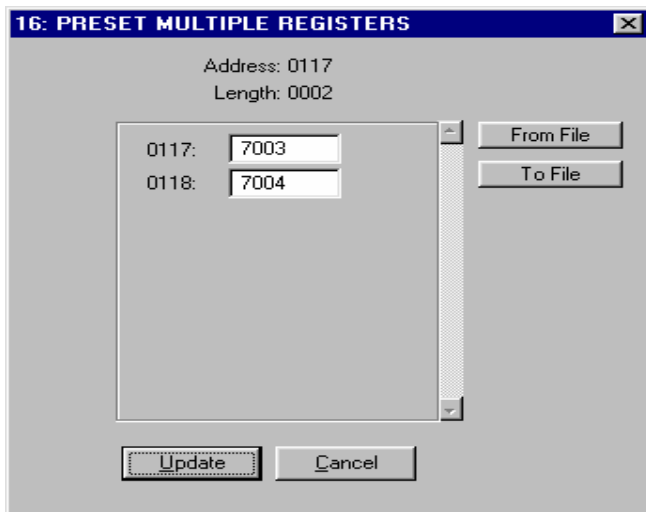 16: PRESET MULTIPLE REGISTERS
Address: 0117
Length: 0002
0117: 7003
0118: 7004
From File
To File
Update
Cancel